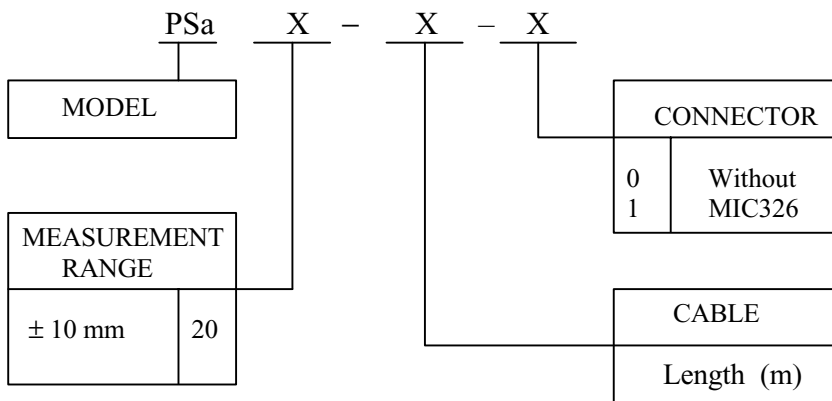 PSa X – X – X
MODEL
CONNECTOR
0 Without
1 MIC326
MEASUREMENT
RANGE
± 10 mm 20
CABLE
Length (m)